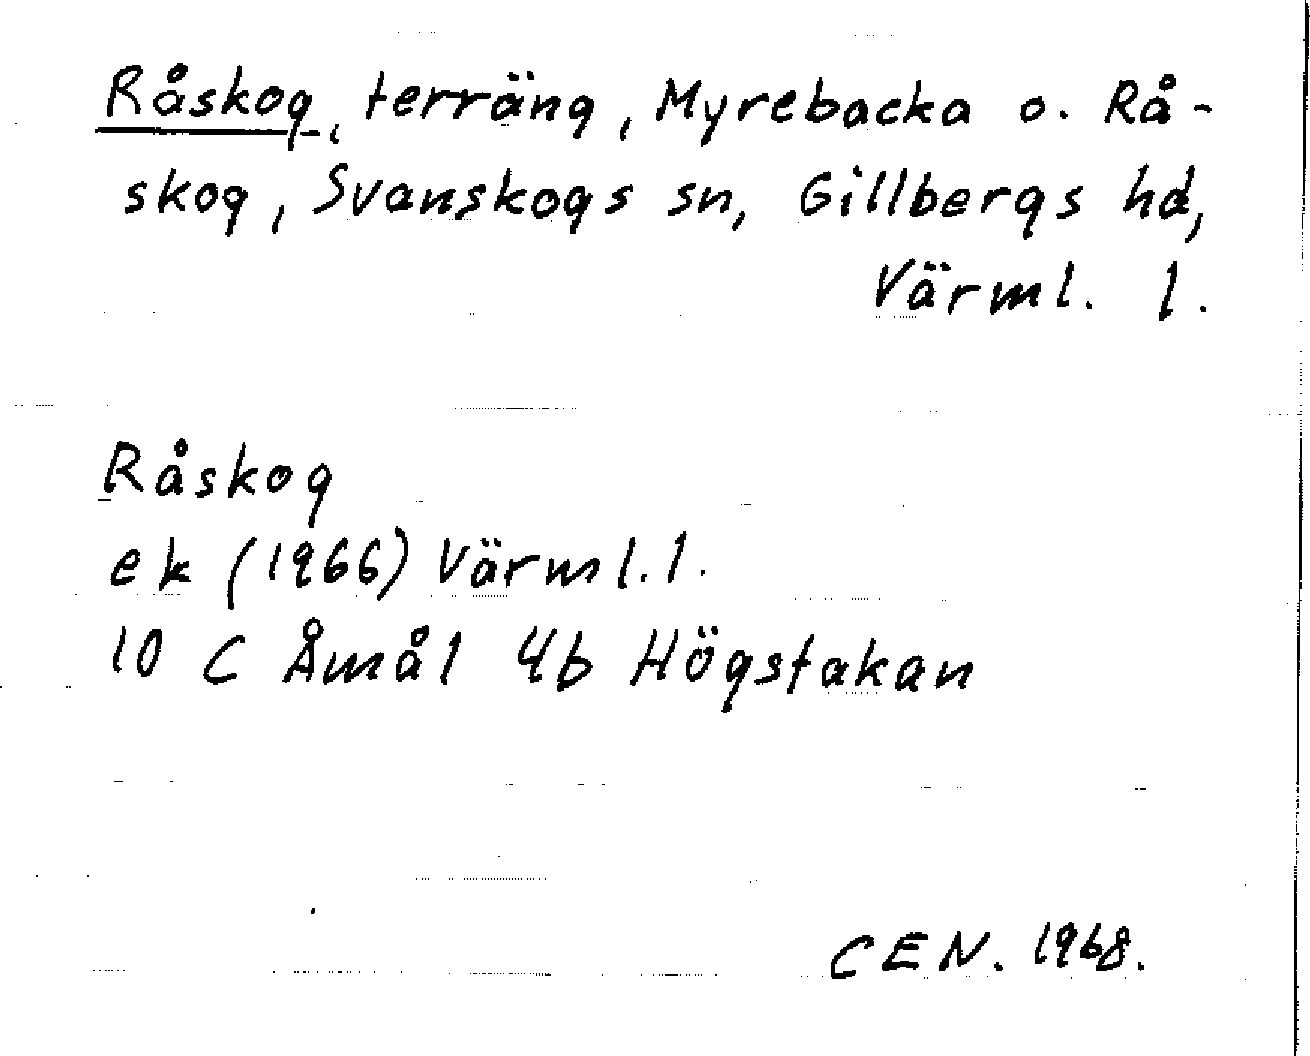 Råskog, terräng, Myrebacka o. Rå-
skog, Svanskogs sn, Gillbergs hd,
Värml. l.
Råskog
ek (1966) Värml. l.
10 C Åmål 4b Högstakan
CEN. 1968.